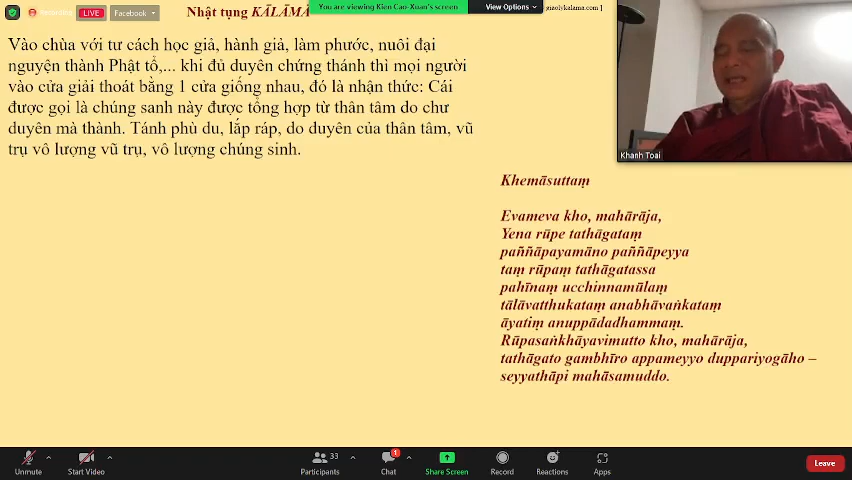 LIVE
Facebook
Nhật tụng KĀLĀMA
You are viewing Kien Cao-Xuan's screen
View Options
giaolykalama.com ]
Vào chùa với tư cách học giả, hành giả, làm phước, nuôi đại
nguyện thành Phật tổ,... khi đủ duyên chứng thánh thì mọi người
vào cửa giải thoát bằng 1 cửa giống nhau, đó là nhận thức: Cái
được gọi là chúng sanh này được tổng hợp từ thân tâm do chư
duyên mà thành. Tánh phù du, lắp ráp, do duyên của thân tâm, vũ
trụ vô lượng vũ trụ, vô lượng chúng sinh.
Khanh Toai
Khemāsuttaṃ
Evameva kho, mahārāja,
Yena rūpe tathāgataṃ
paññāpayamāno paññāpeyya
taṃ rūpaṃ tathāgatassa
pahīnaṃ ucchinnamūlaṃ
tālāvatthukataṃ anabhāvaṅkataṃ
āyatiṃ anuppādadhammaṃ.
Rūpasaṅkhāyavimutto kho, mahārāja,
tathāgato gambhīro appameyyo duppariyogāho –
seyyathāpi mahāsamuddo.
33
1
Unmute
Start Video
Participants
Chat
Share Screen
Record
Reactions
Apps
Leave